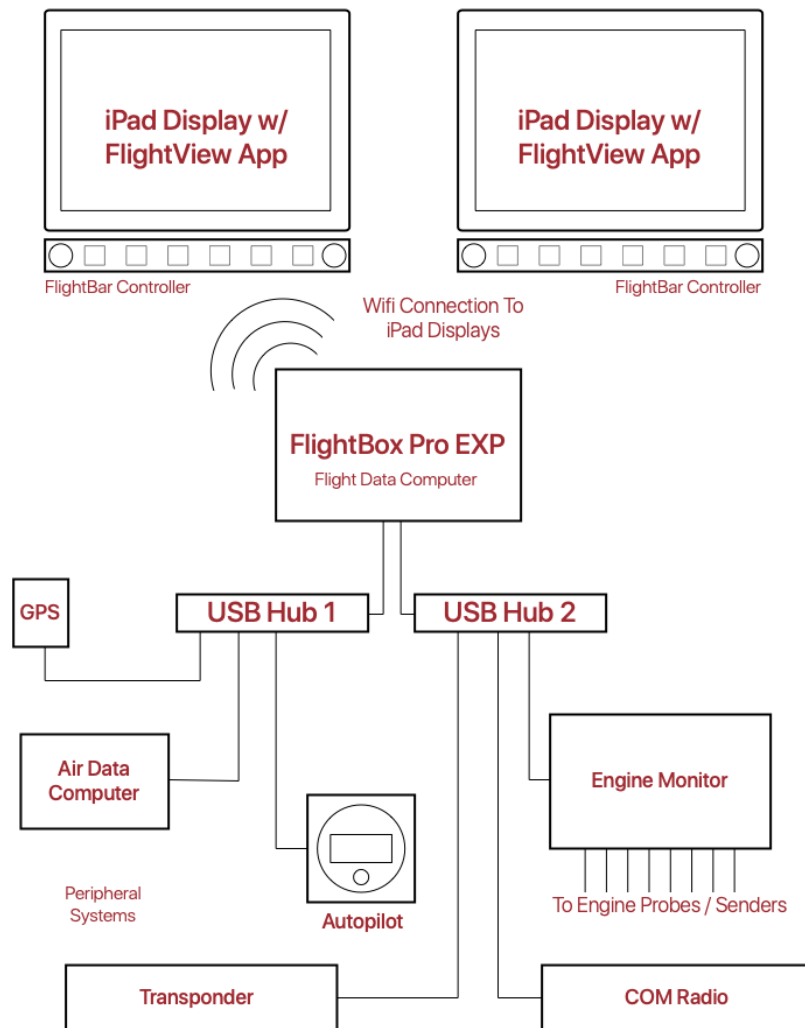 iPad Display w/
FlightView App
iPad Display w/
FlightView App
FlightBar Controller
FlightBar Controller
Wifi Connection To
iPad Displays
FlightBox Pro EXP
Flight Data Computer
GPS
USB Hub 1
USB Hub 2
Air Data
Computer
Engine Monitor
Peripheral
Systems
Autopilot
To Engine Probes / Senders
Transponder
COM Radio